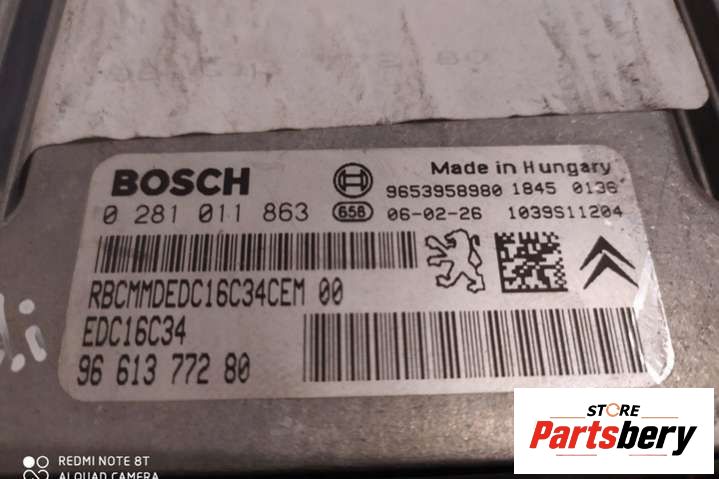 BOSCH
Made in Hungary
9653958980 1845 0136
0 281 011 863
658 06-02-26 1039S11204
RBCMMDEDC16C34CEM 00
EDC16C34
96 613 772 80
STORE
Partsbery
REDMI NOTE 8T
AI QUAD CAMERA